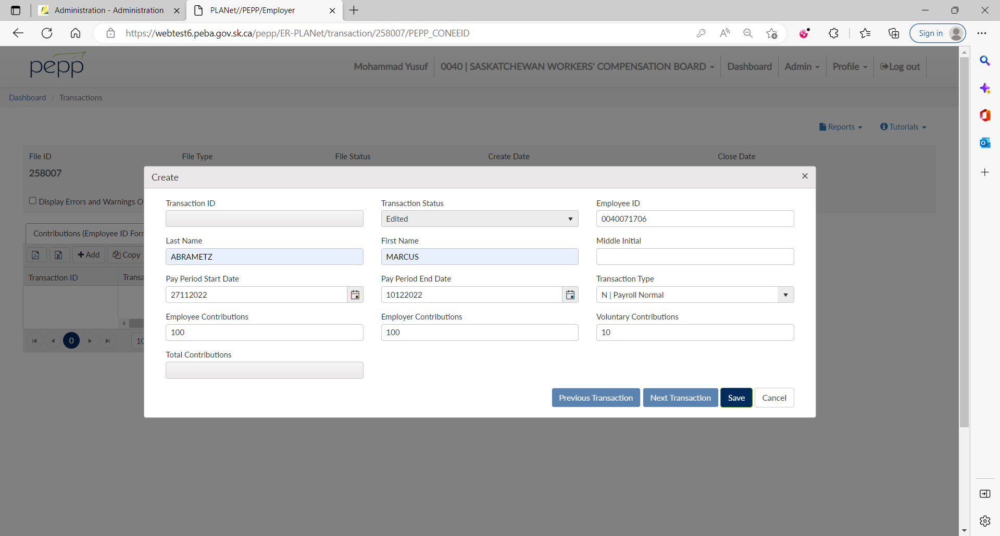 Administration - Administration
PLANet//PEPP/Employer
https://webtest6.peba.gov.sk.ca/pepp/ER-PLANet/transaction/258007/PEPP_CONEEID
Sign in
pepp
Mohammad Yusuf
0040 | SASKATCHEWAN WORKERS' COMPENSATION BOARD
Dashboard
Admin
Profile
Log out
Dashboard / Transactions
Reports
Tutorials
File ID
File Type
File Status
Create Date
Close Date
258007
Display Errors and Warnings O
Contributions (Employee ID For
Add
Copy
Transaction ID
Transa
0
10
Create
Transaction ID
Transaction Status
Employee ID
Edited
0040071706
Last Name
First Name
Middle Initial
ABRAMETZ
MARCUS
Pay Period Start Date
Pay Period End Date
Transaction Type
27112022
10122022
N | Payroll Normal
Employee Contributions
Employer Contributions
Voluntary Contributions
100
100
10
Total Contributions
Previous Transaction
Next Transaction
Save
Cancel